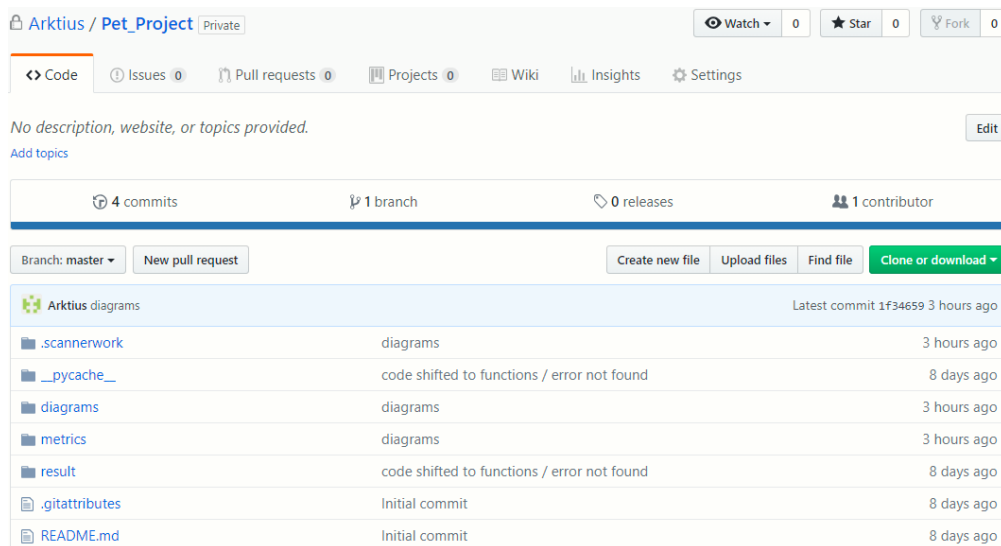 Arktius / Pet_Project Private Watch 0 Star 0 Fork 0
Code Issues 0 Pull requests 0 Projects 0 Wiki Insights Settings
No description, website, or topics provided. Edit
Add topics
4 commits 1 branch 0 releases 1 contributor
Branch: master New pull request Create new file Upload files Find file Clone or download
Arktius diagrams Latest commit 1f34659 3 hours ago
.scannerwork diagrams 3 hours ago
__pycache__ code shifted to functions / error not found 8 days ago
diagrams diagrams 3 hours ago
metrics diagrams 3 hours ago
result code shifted to functions / error not found 8 days ago
.gitattributes Initial commit 8 days ago
README.md Initial commit 8 days ago